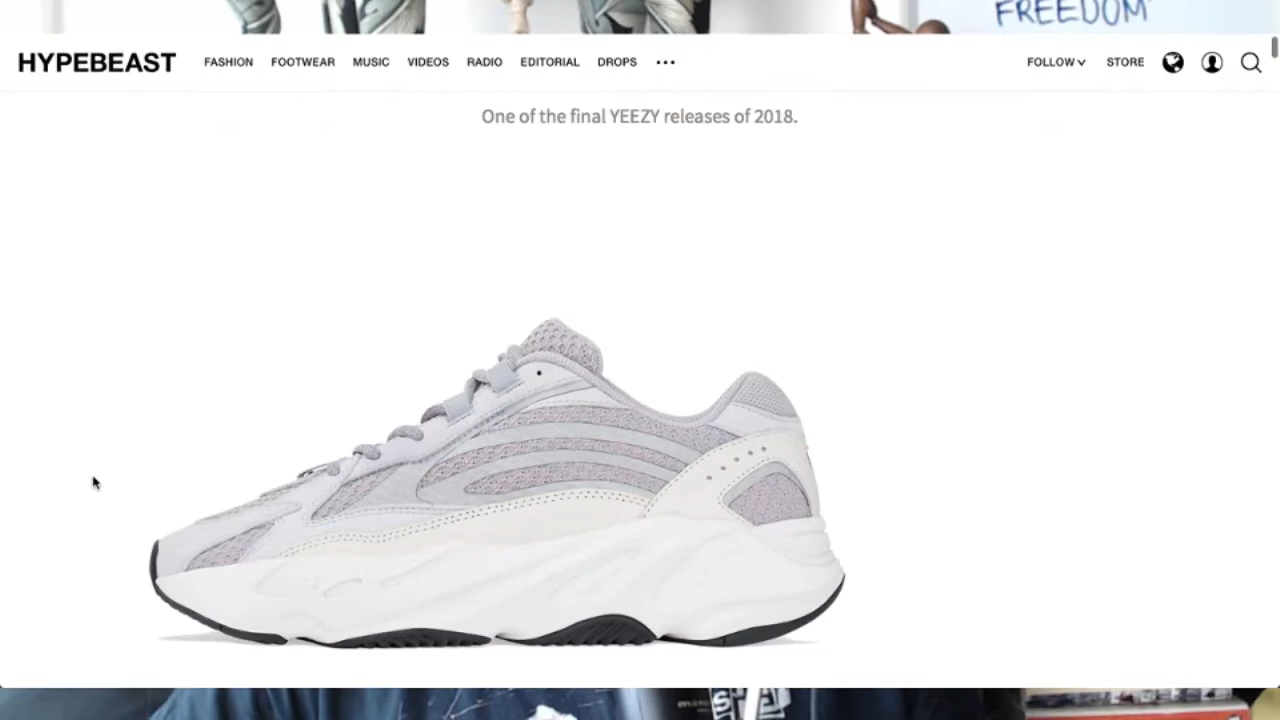 FREEDOM
HYPEBEAST FASHION FOOTWEAR MUSIC VIDEOS RADIO EDITORIAL DROPS ••• FOLLOW STORE
One of the final YEEZY releases of 2018.